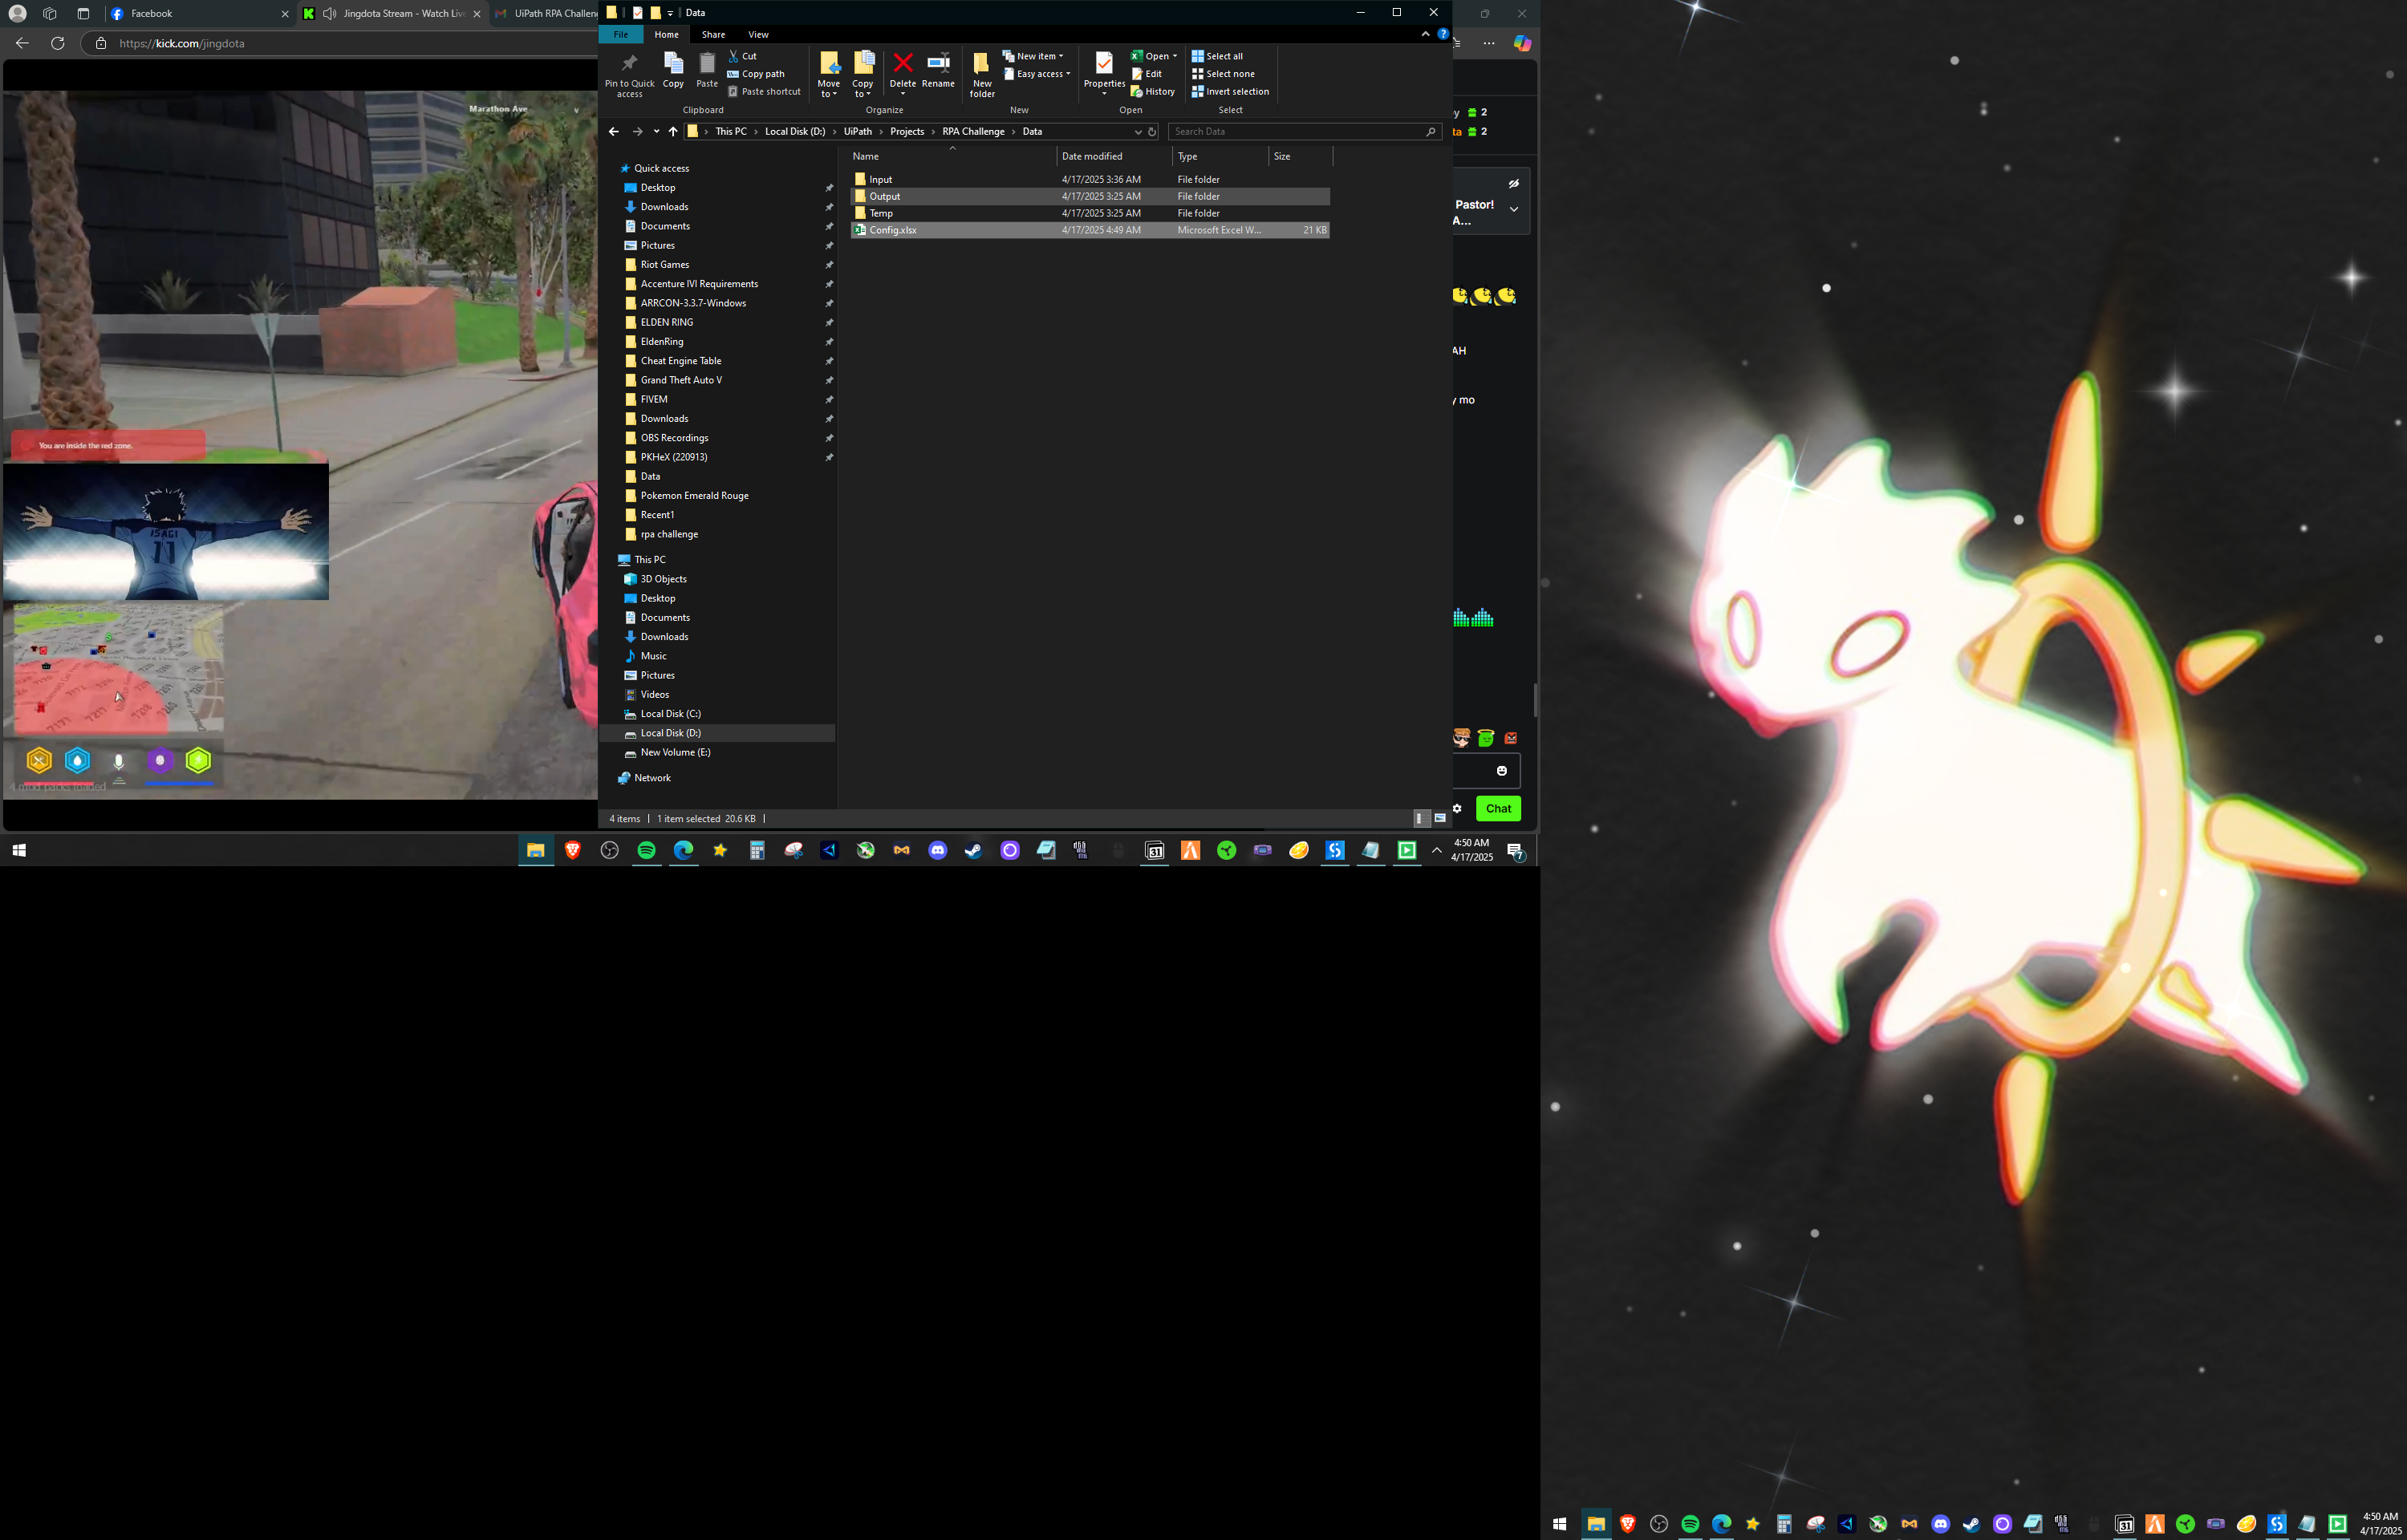 Facebook
Jingdota Stream - Watch Live
UiPath RPA Challeng
https://kick.com/jingdota
Marathon Ave
You are inside the red zone.
ISAGI
11
7217
4 mod packs loaded
Data
File
Home
Share
View
Pin to Quick access
Copy
Paste
Cut
Copy path
Paste shortcut
Clipboard
Move to
Copy to
Delete
Rename
Organize
New folder
New item
Easy access
New
Properties
Open
Edit
History
Open
Select all
Select none
Invert selection
Select
This PC
Local Disk (D:)
UiPath
Projects
RPA Challenge
Data
Search Data
Name
Date modified
Type
Size
Input 4/17/2025 3:36 AM File folder
Output 4/17/2025 3:25 AM File folder
Temp 4/17/2025 3:25 AM File folder
Config.xlsx 4/17/2025 4:49 AM Microsoft Excel W... 21 KB
Quick access
Desktop
Downloads
Documents
Pictures
Riot Games
Accenture IVI Requirements
ARRCON-3.3.7-Windows
ELDEN RING
EldenRing
Cheat Engine Table
Grand Theft Auto V
FIVEM
Downloads
OBS Recordings
PKHeX (220913)
Data
Pokemon Emerald Rouge
Recent1
rpa challenge
This PC
3D Objects
Desktop
Documents
Downloads
Music
Pictures
Videos
Local Disk (C:)
Local Disk (D:)
New Volume (E:)
Network
4 items
1 item selected 20.6 KB
y 2
ta 2
Pastor!
A...
AH
y mo
Chat
31
4:50 AM
4/17/2025
7
31
4:50 AM
4/17/2025